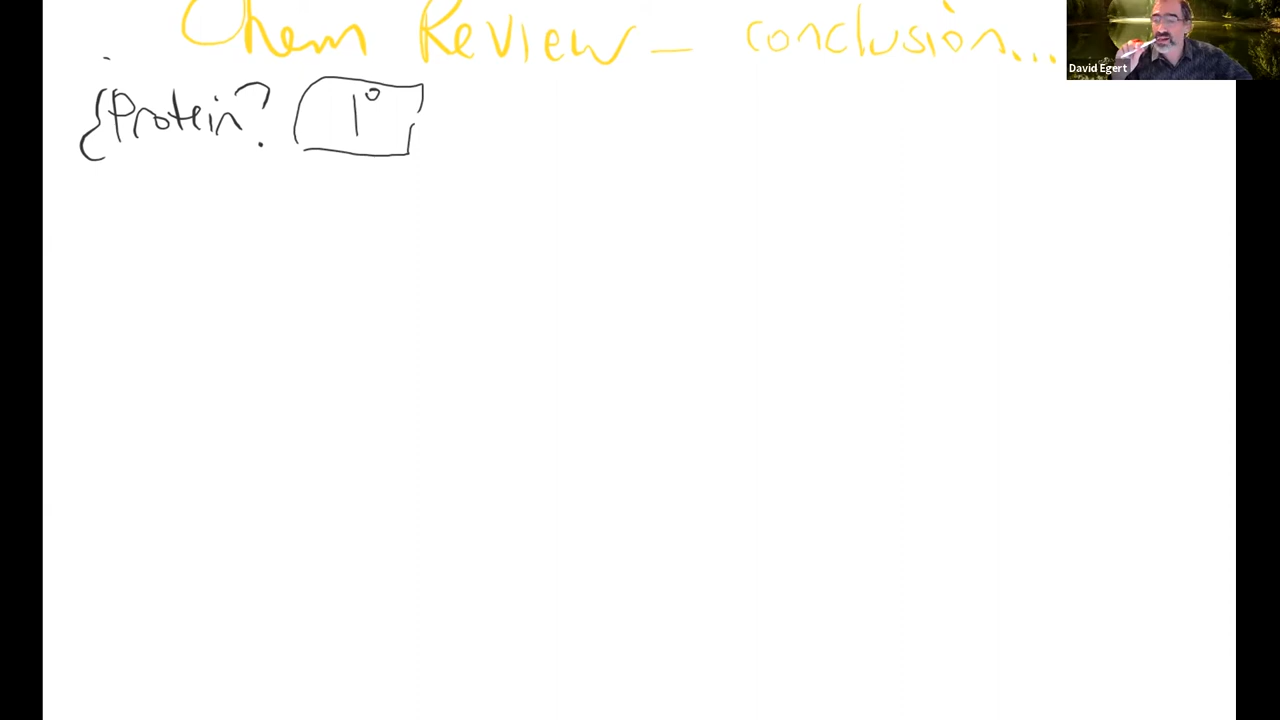 Chem Review - conclusion...
David Egert
¿Protein? 1°